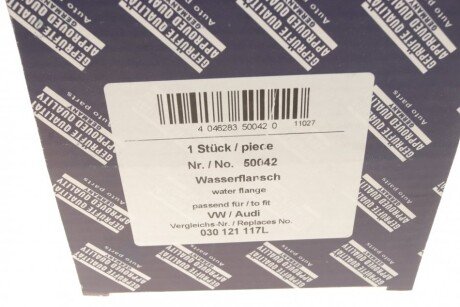 GEPRÜFTE QUALITÄT
APPROVED QUALITY
GERMANY
Auto parts
4 046283 50042 0 11027
1 Stück / piece
Nr. / No. 50042
Wasserflansch
water flange
passend für / to fit
VW / Audi
Vergleichs-Nr. / Replaces No.
030 121 117L